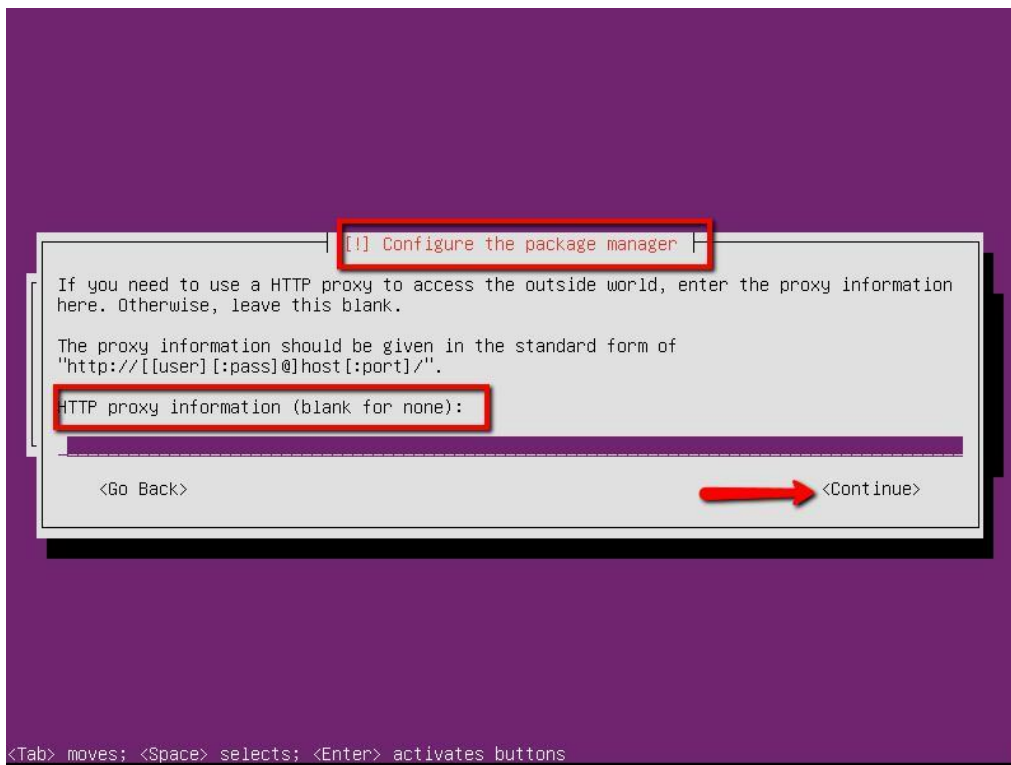 [!] Configure the package manager
If you need to use a HTTP proxy to access the outside world, enter the proxy information
here. Otherwise, leave this blank.
The proxy information should be given in the standard form of
"http://[[user][:pass]@]host[:port]/".
HTTP proxy information (blank for none):
<Go Back>
<Continue>
<Tab> moves; <Space> selects; <Enter> activates buttons